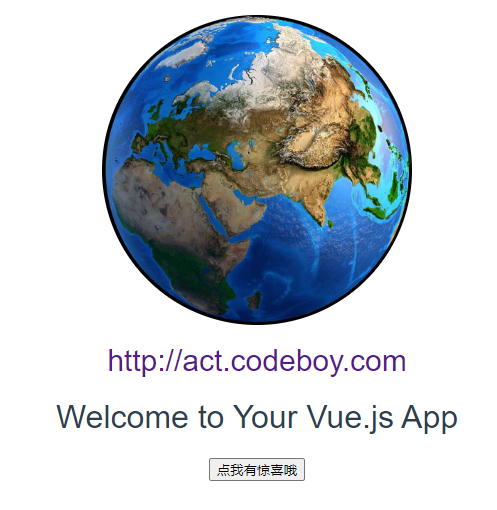 http://act.codeboy.com
Welcome to Your Vue.js App
点我有惊喜哦